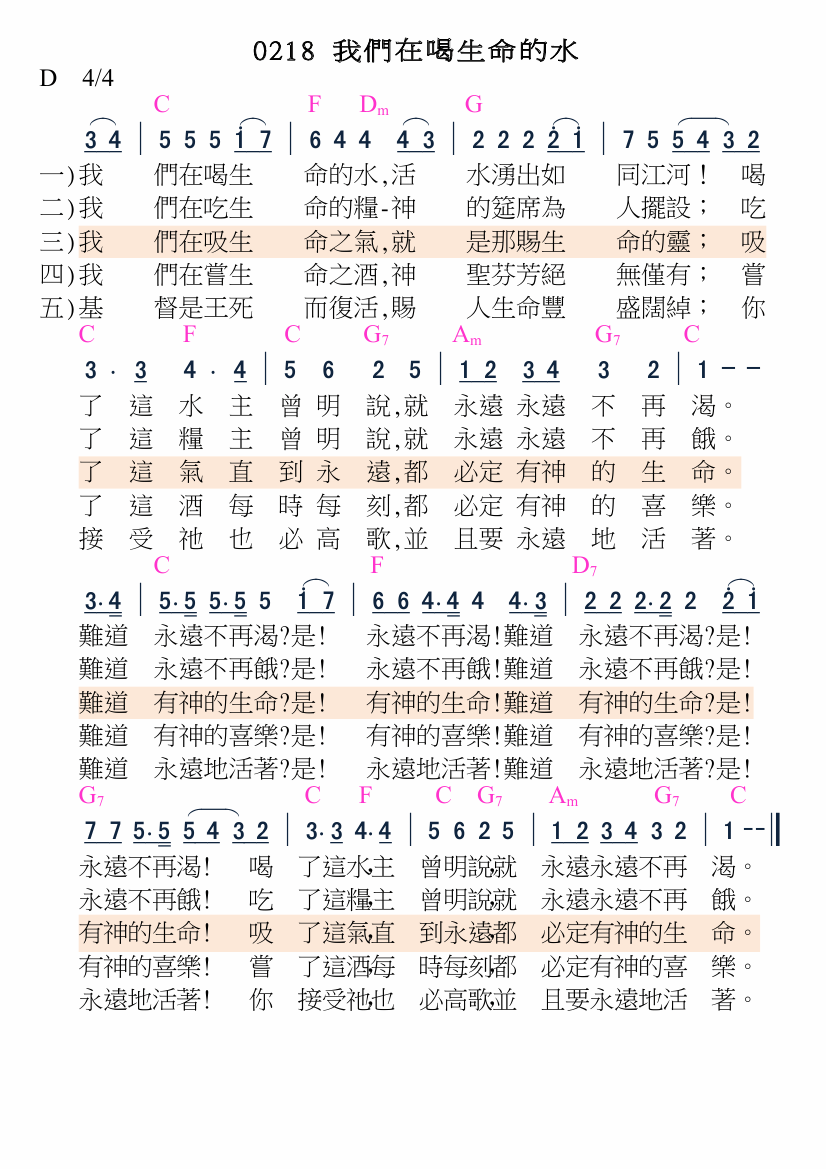 0218 我們在喝生命的水
D 4/4
C F Dm G
3 4 | 5 5 5 i 7 | 6 4 4 4 3 | 2 2 2 2̇ i | 7 5 5 4 3 2
一)我 們在喝生 命的水,活 水湧出如 同江河! 喝
二)我 們在吃生 命的糧-神 的筵席為 人擺設; 吃
三)我 們在吸生 命之氣,就 是那賜生 命的靈; 吸
四)我 們在嘗生 命之酒,神 聖芬芳絕 無僅有; 嘗
五)基 督是王死 而復活,賜 人生命豐 盛闊綽; 你
C F C G7 Am G7 C
3 · 3 4 · 4 | 5 6 2 5 | 1 2 3 4 3 2 | 1 - -
了 這 水 主 曾 明 說,就 永遠 永遠 不 再 渴。
了 這 糧 主 曾 明 說,就 永遠 永遠 不 再 餓。
了 這 氣 直 到 永 遠,都 必定 有神 的 生 命。
了 這 酒 每 時 每 刻,都 必定 有神 的 喜 樂。
接 受 祂 也 必 高 歌,並 且要 永遠 地 活 著。
C F D7
3·4 | 5·5 5·5 5 i 7 | 6 6 4·4 4 4·3 | 2 2 2·2 2 2̇ i
難道 永遠不再渴?是! 永遠不再渴!難道 永遠不再渴?是!
難道 永遠不再餓?是! 永遠不再餓!難道 永遠不再餓?是!
難道 有神的生命?是! 有神的生命!難道 有神的生命?是!
難道 有神的喜樂?是! 有神的喜樂!難道 有神的喜樂?是!
難道 永遠地活著?是! 永遠地活著!難道 永遠地活著?是!
G7 C F C G7 Am G7 C
7 7 5·5 5 4 3 2 | 3·3 4·4 | 5 6 2 5 | 1 2 3 4 3 2 | 1 --
永遠不再渴! 喝 了這水,主 曾明說,就 永遠永遠不再 渴。
永遠不再餓! 吃 了這糧,主 曾明說,就 永遠永遠不再 餓。
有神的生命! 吸 了這氣,直 到永遠,都 必定有神的生 命。
有神的喜樂! 嘗 了這酒,每 時每刻,都 必定有神的喜 樂。
永遠地活著! 你 接受祂,也 必高歌,並 且要永遠地活 著。